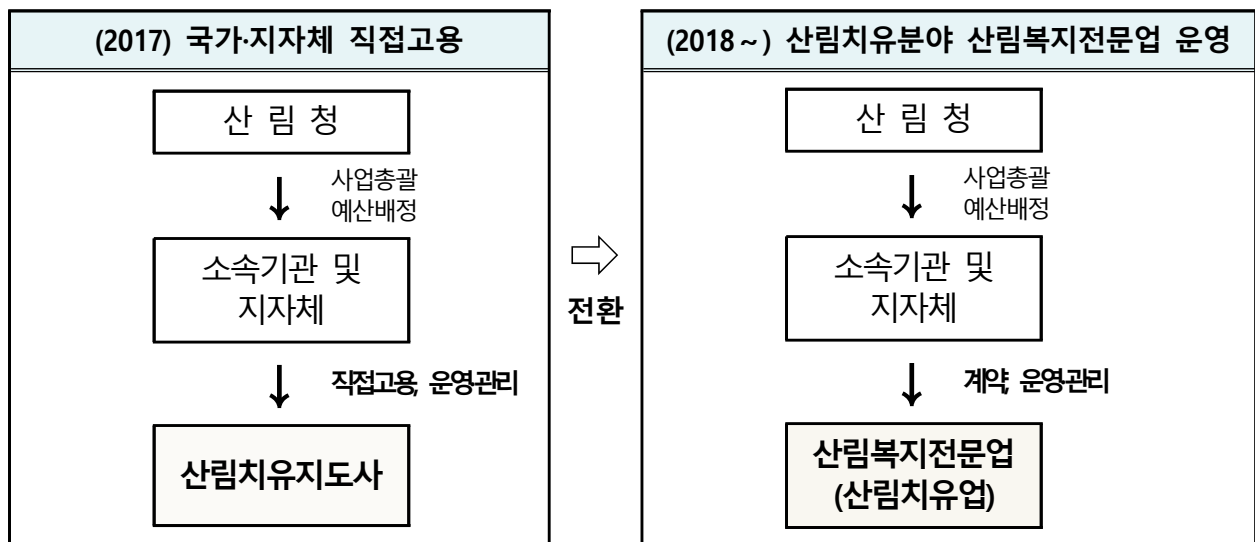 (2017) 국가·지자체 직접고용
산 림 청
사업총괄
예산배정
소속기관 및
지자체
직접고용, 운영관리
산림치유지도사
전환
(2018~) 산림치유분야 산림복지전문업 운영
산 림 청
사업총괄
예산배정
소속기관 및
지자체
계약, 운영관리
산림복지전문업
(산림치유업)